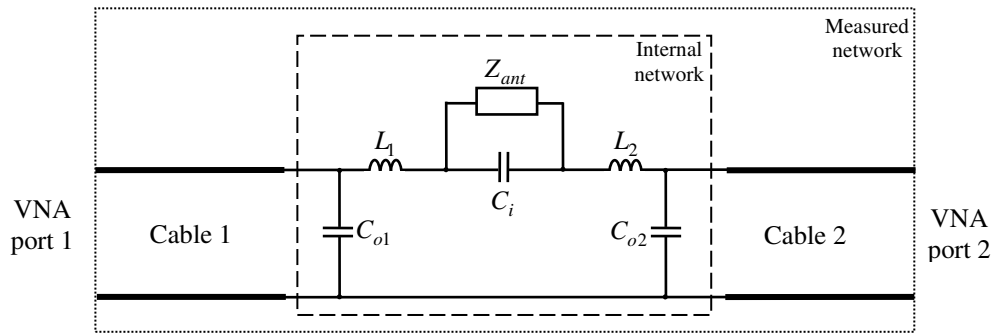 Measured
network
Internal
network
Z_ant
L_1
L_2
C_i
VNA
port 1
Cable 1
C_o1
C_o2
Cable 2
VNA
port 2